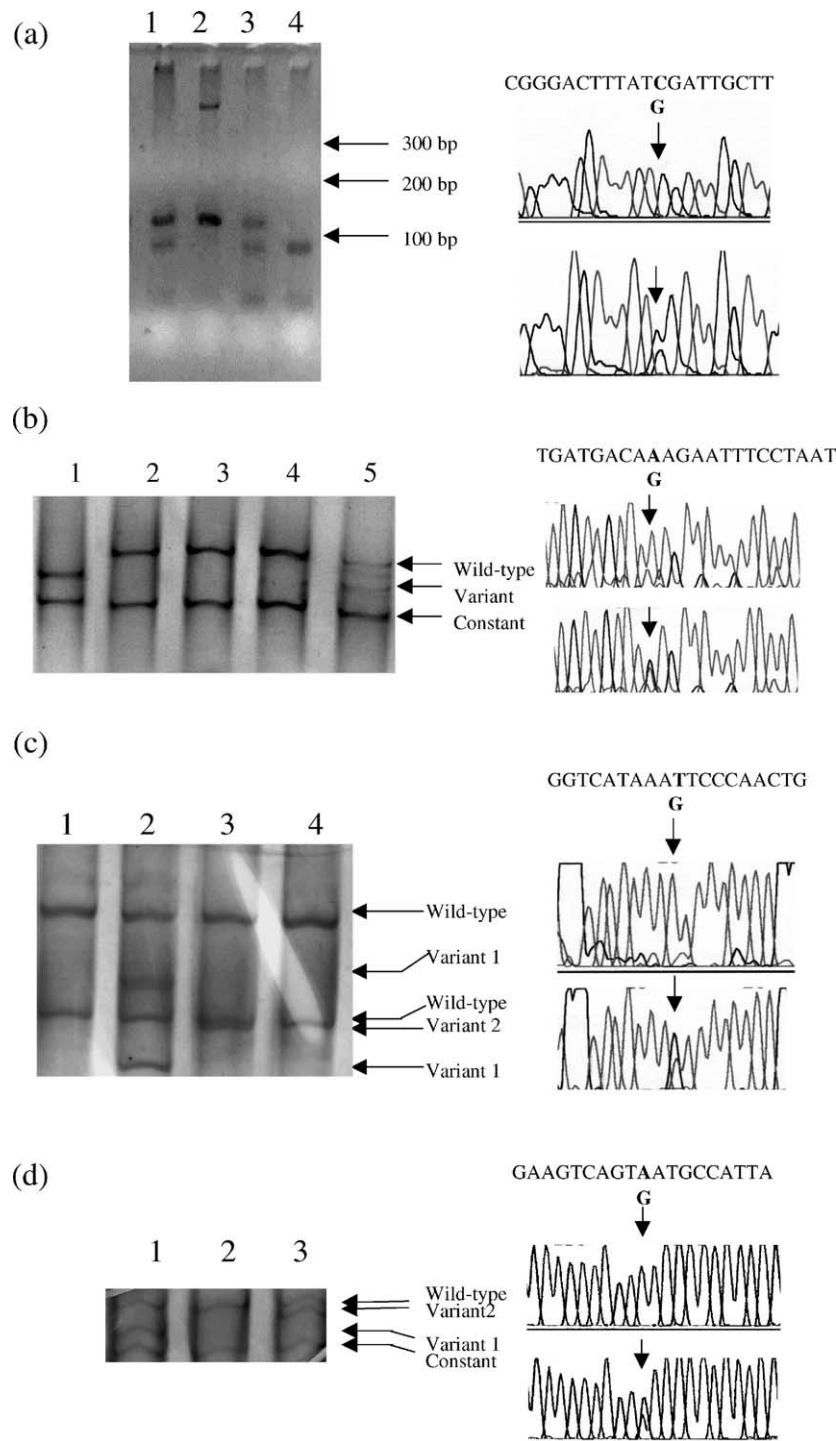 (a)
1 2 3 4
300 bp
200 bp
100 bp
CGGGACTTTATCGATTGCTT
G
(b)
1 2 3 4 5
Wild-type
Variant
Constant
TGATGACAAAGAATTTCCTAAT
G
(c)
1 2 3 4
Wild-type
Variant 1
Wild-type
Variant 2
Variant 1
GGTCATAAATTCCCAACTG
G
(d)
1 2 3
Wild-type
Variant2
Variant 1
Constant
GAAGTCAGTAATGCCATTA
G